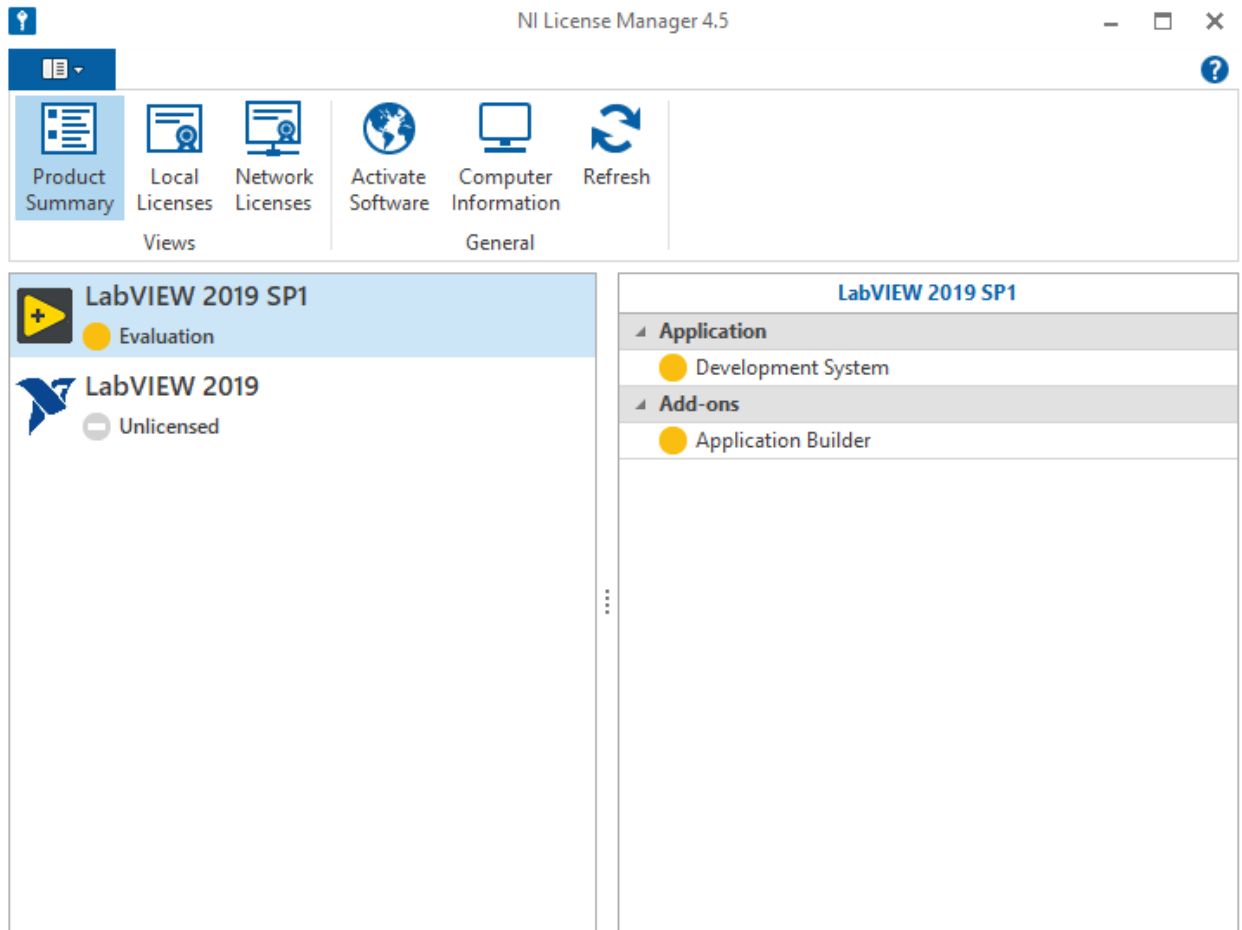 NI License Manager 4.5
Product Summary
Local Licenses
Network Licenses
Activate Software
Computer Information
Refresh
Views
General
LabVIEW 2019 SP1
Evaluation
LabVIEW 2019
Unlicensed
LabVIEW 2019 SP1
Application
Development System
Add-ons
Application Builder